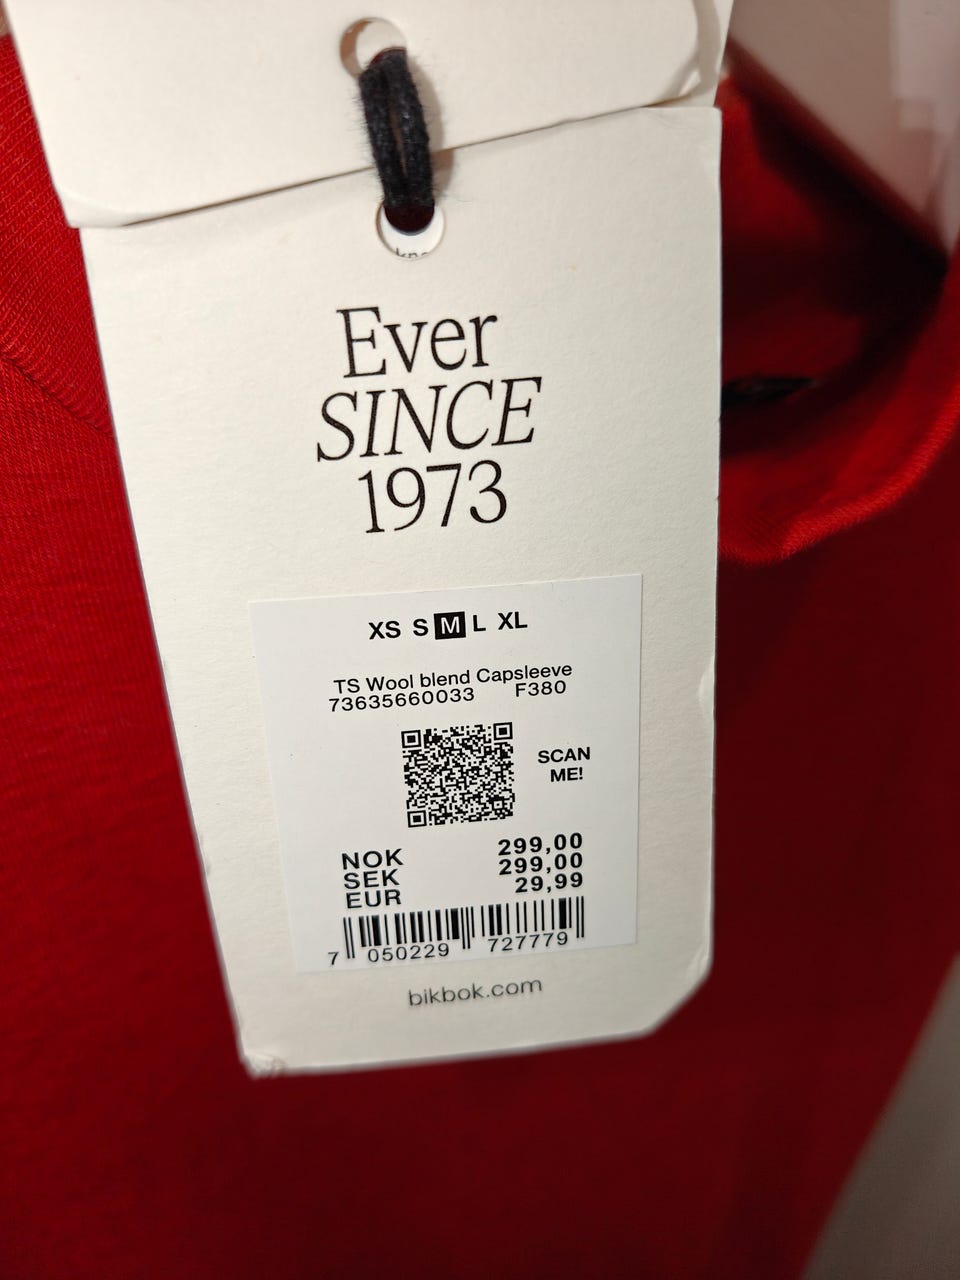 Ever
SINCE
1973
XS S M L XL
TS Wool blend Capsleeve
73635660033 F380
SCAN
ME!
NOK 299,00
SEK 299,00
EUR 29,99
7 050229 727779
bikbok.com